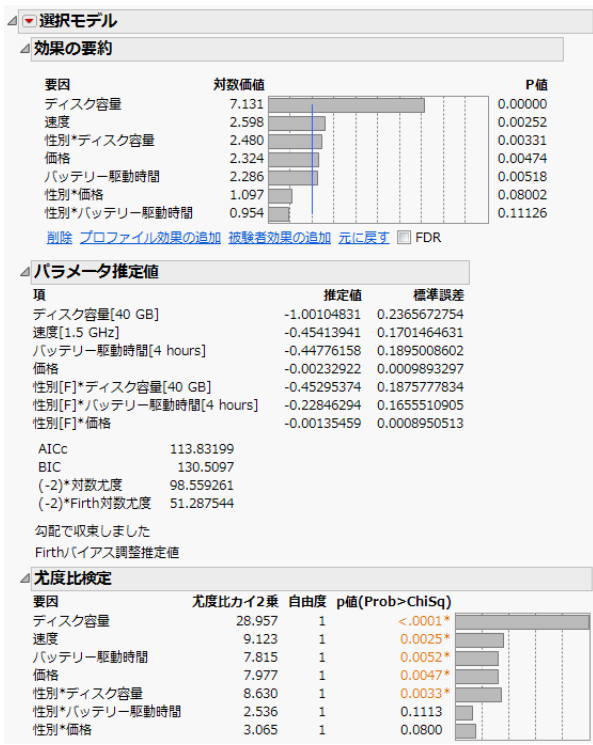 選択モデル
効果の要約
要因 対数価値 P値
ディスク容量 7.131 0.00000
速度 2.598 0.00252
性別*ディスク容量 2.480 0.00331
価格 2.324 0.00474
バッテリー駆動時間 2.286 0.00518
性別*価格 1.097 0.08002
性別*バッテリー駆動時間 0.954 0.11126
削除 プロファイル効果の追加 被験者効果の追加 元に戻す FDR
パラメータ推定値
項 推定値 標準誤差
ディスク容量[40 GB] -1.00104831 0.2365672754
速度[1.5 GHz] -0.45413941 0.1701464631
バッテリー駆動時間[4 hours] -0.44776158 0.1895008602
価格 -0.00232922 0.0009893297
性別[F]*ディスク容量[40 GB] -0.45295374 0.1875777834
性別[F]*バッテリー駆動時間[4 hours] -0.22846294 0.1655510905
性別[F]*価格 -0.00135459 0.0008950513
AICc 113.83199
BIC 130.5097
(-2)*対数尤度 98.559261
(-2)*Firth対数尤度 51.287544
勾配で収束しました
Firthバイアス調整推定値
尤度比検定
要因 尤度比カイ2乗 自由度 p値(Prob>ChiSq)
ディスク容量 28.957 1 <.0001*
速度 9.123 1 0.0025*
バッテリー駆動時間 7.815 1 0.0052*
価格 7.977 1 0.0047*
性別*ディスク容量 8.630 1 0.0033*
性別*バッテリー駆動時間 2.536 1 0.1113
性別*価格 3.065 1 0.0800